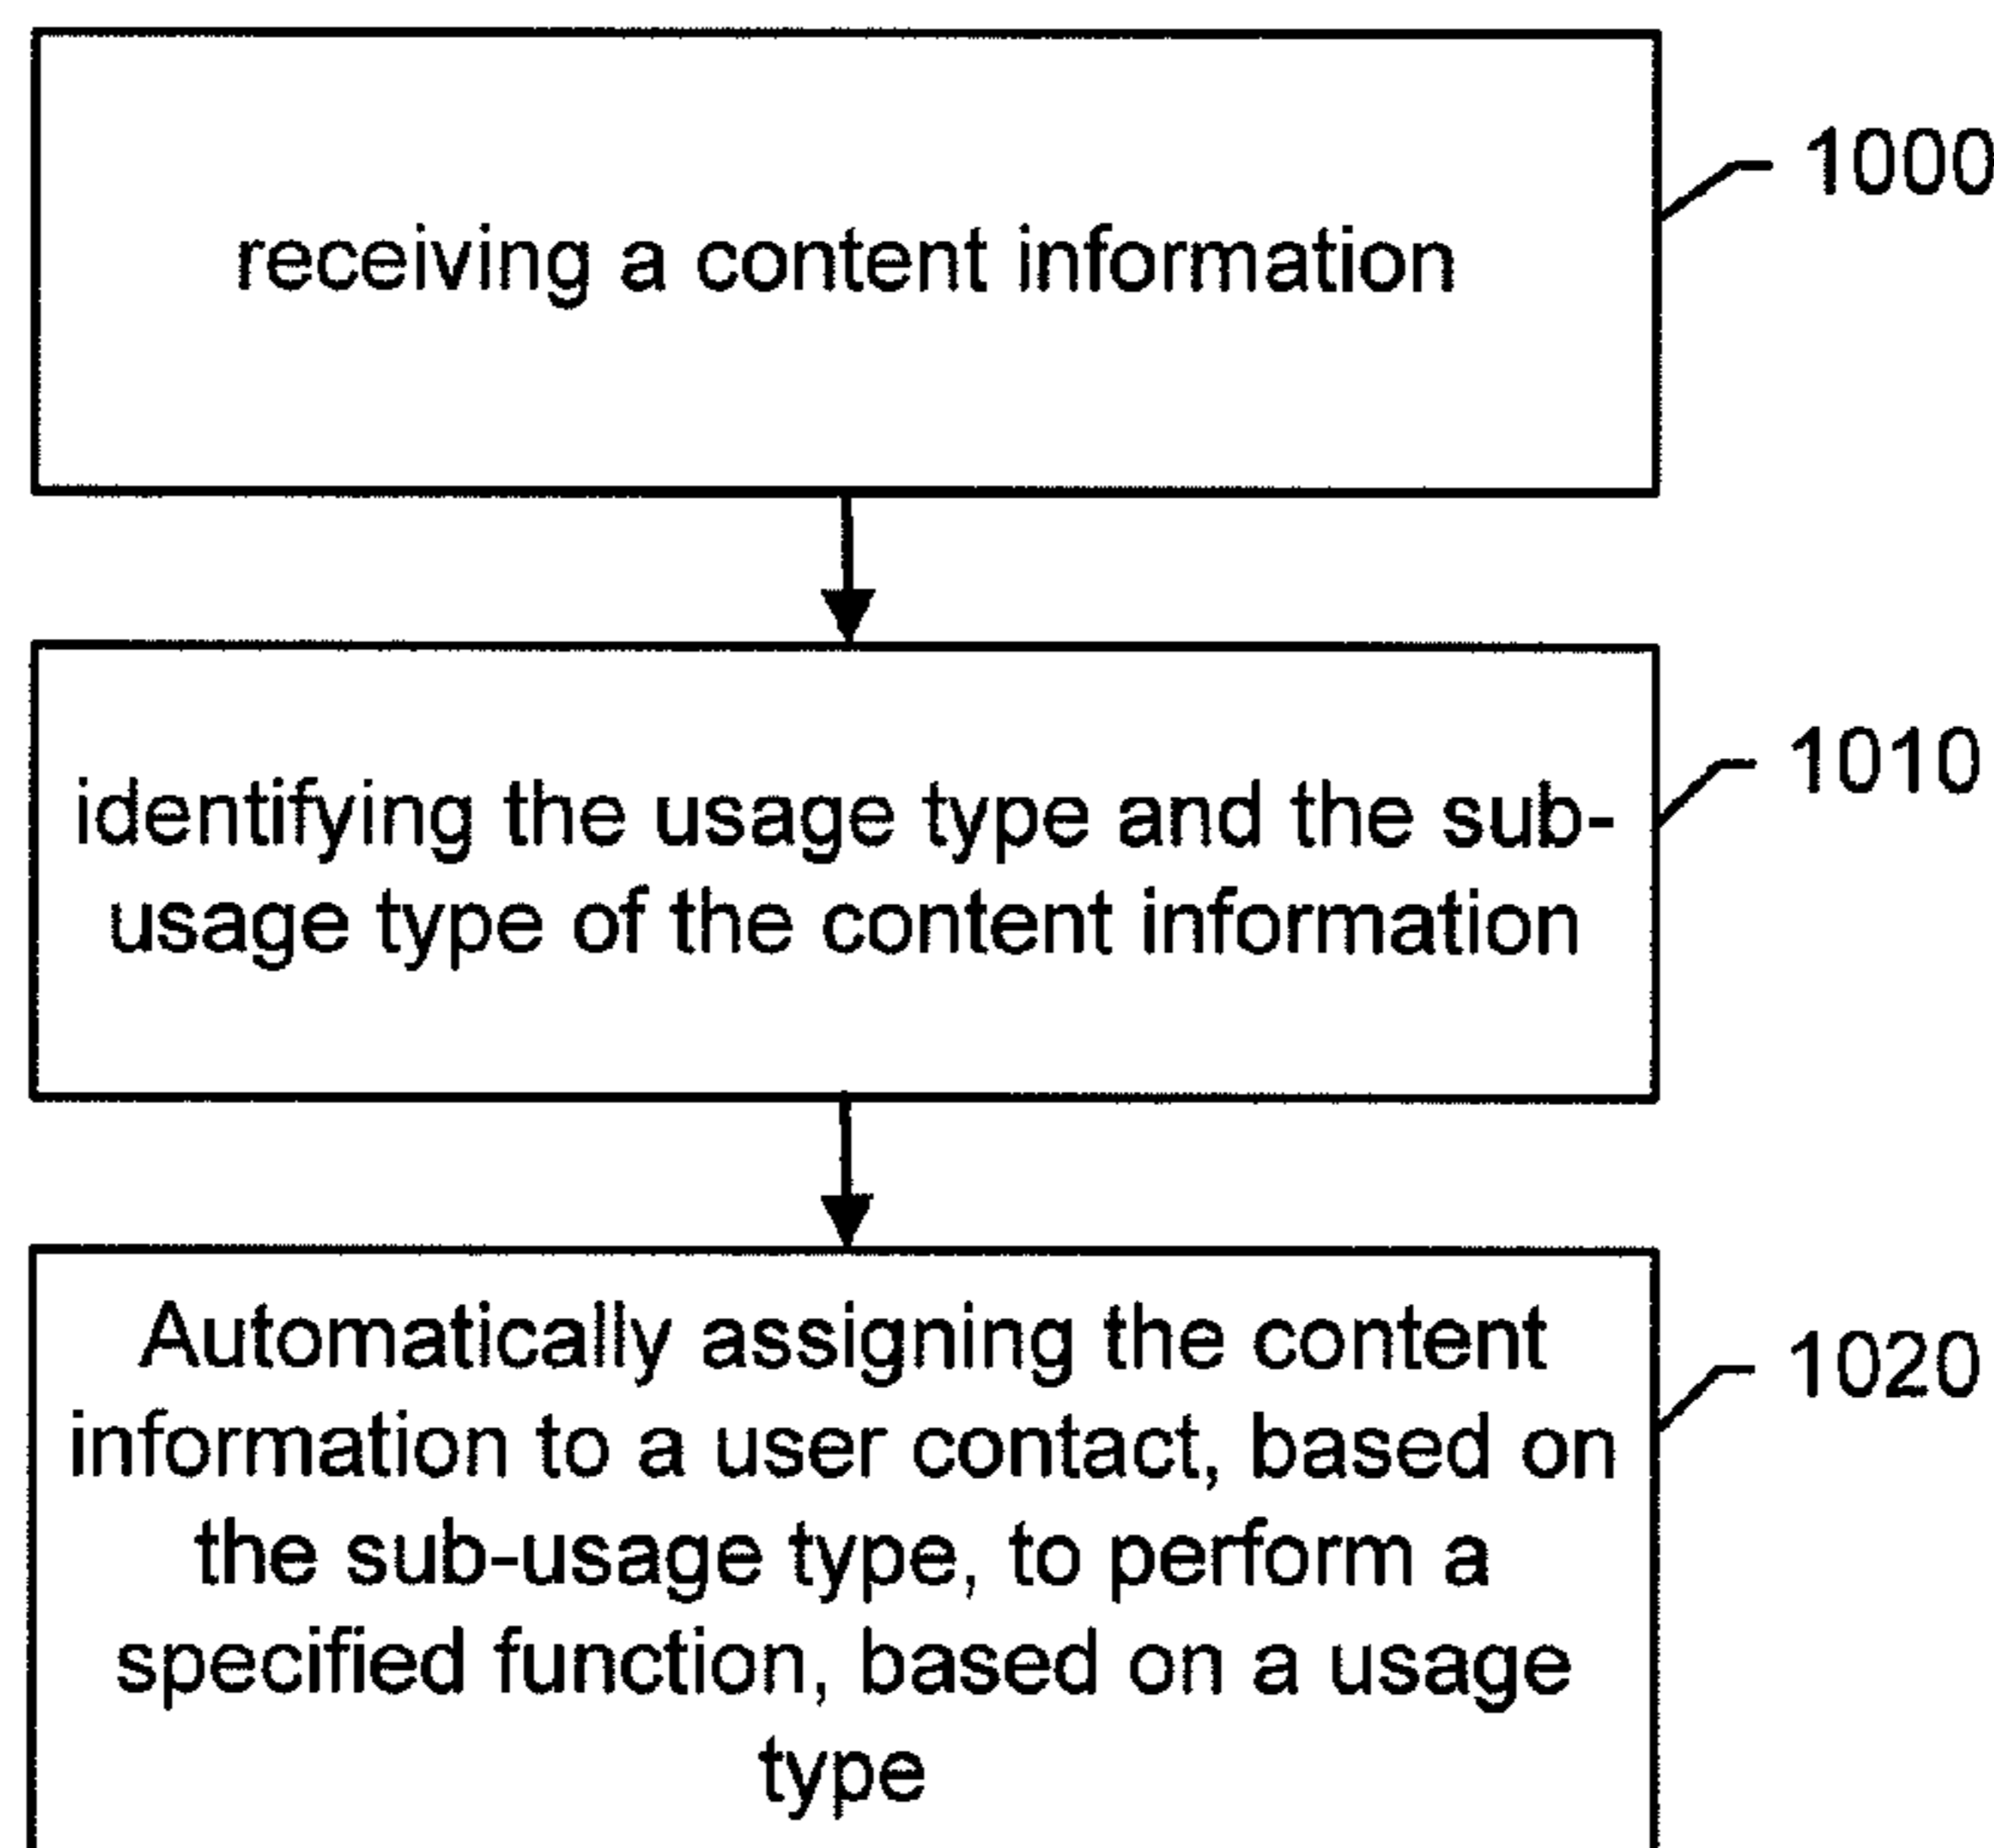 receiving a content information
1000
identifying the usage type and the sub-
usage type of the content information
1010
Automatically assigning the content
information to a user contact, based on
the sub-usage type, to perform a
specified function, based on a usage
type
1020